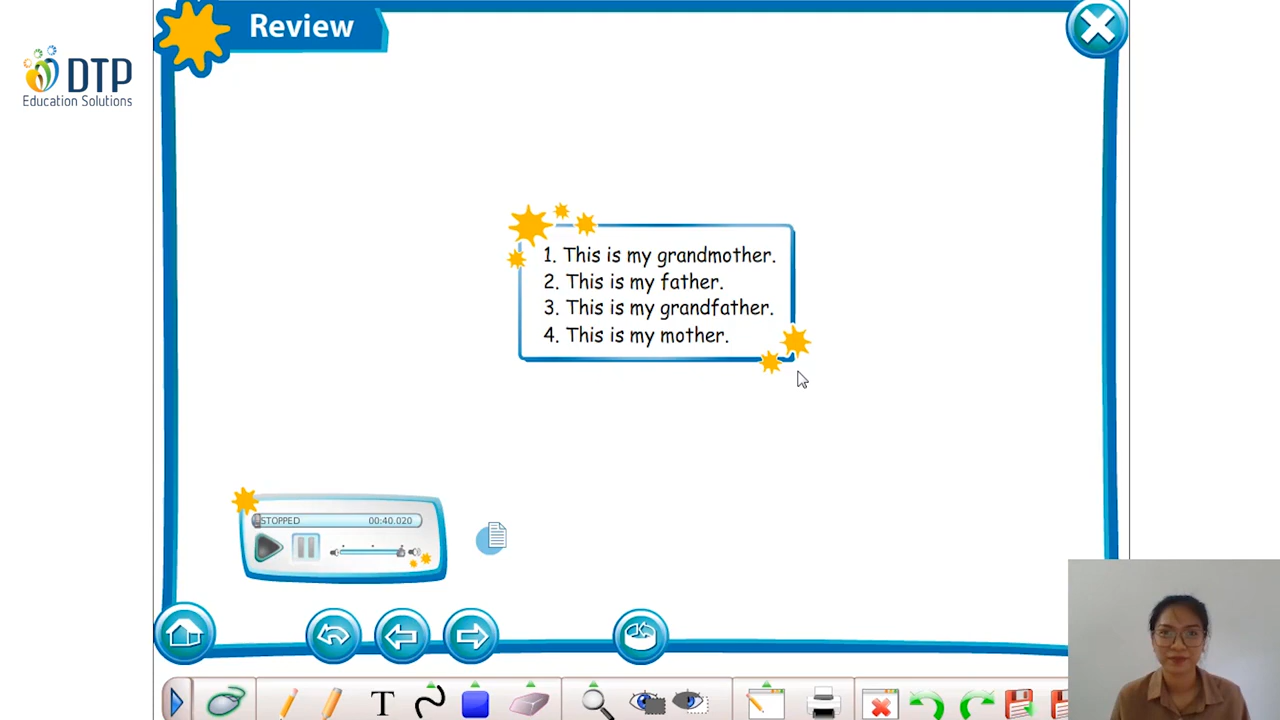 Review
DTP
Education Solutions
1. This is my grandmother.
2. This is my father.
3. This is my grandfather.
4. This is my mother.
STOPPED 00:40.020
T